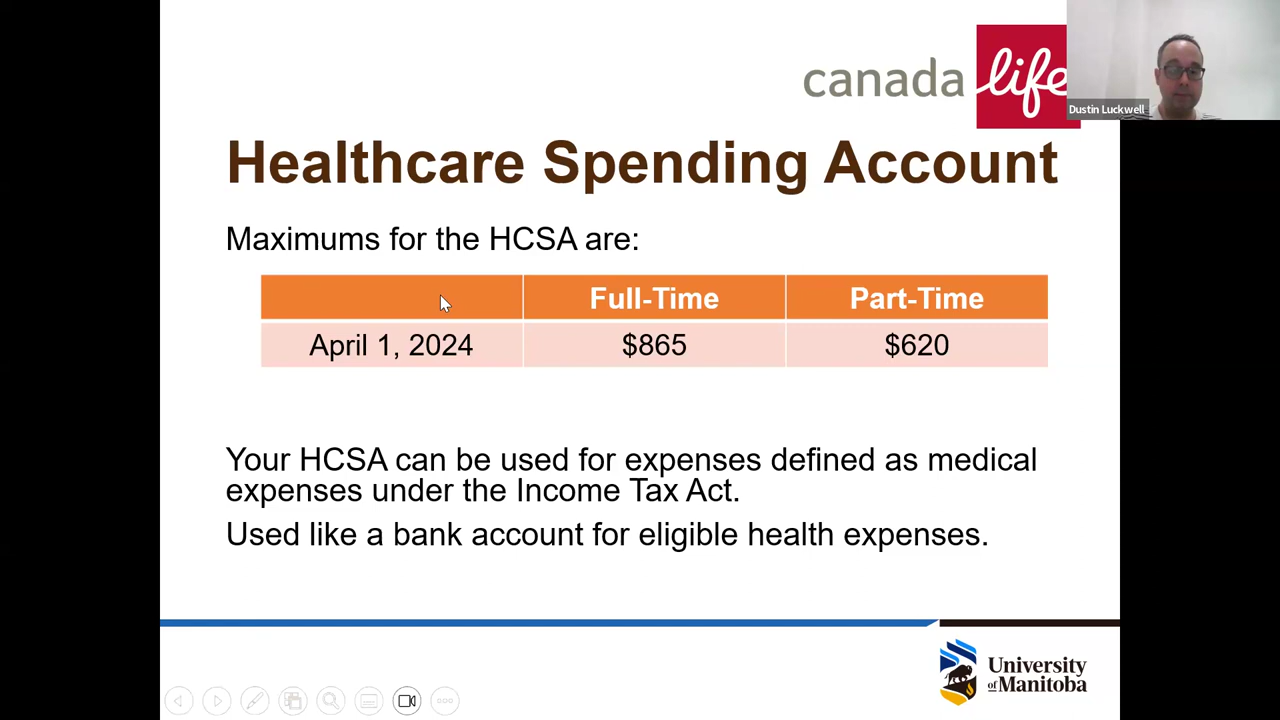 canada life
Dustin Luckwell
Healthcare Spending Account
Maximums for the HCSA are:
Full-Time Part-Time
April 1, 2024 $865 $620
Your HCSA can be used for expenses defined as medical
expenses under the Income Tax Act.
Used like a bank account for eligible health expenses.
University
of Manitoba